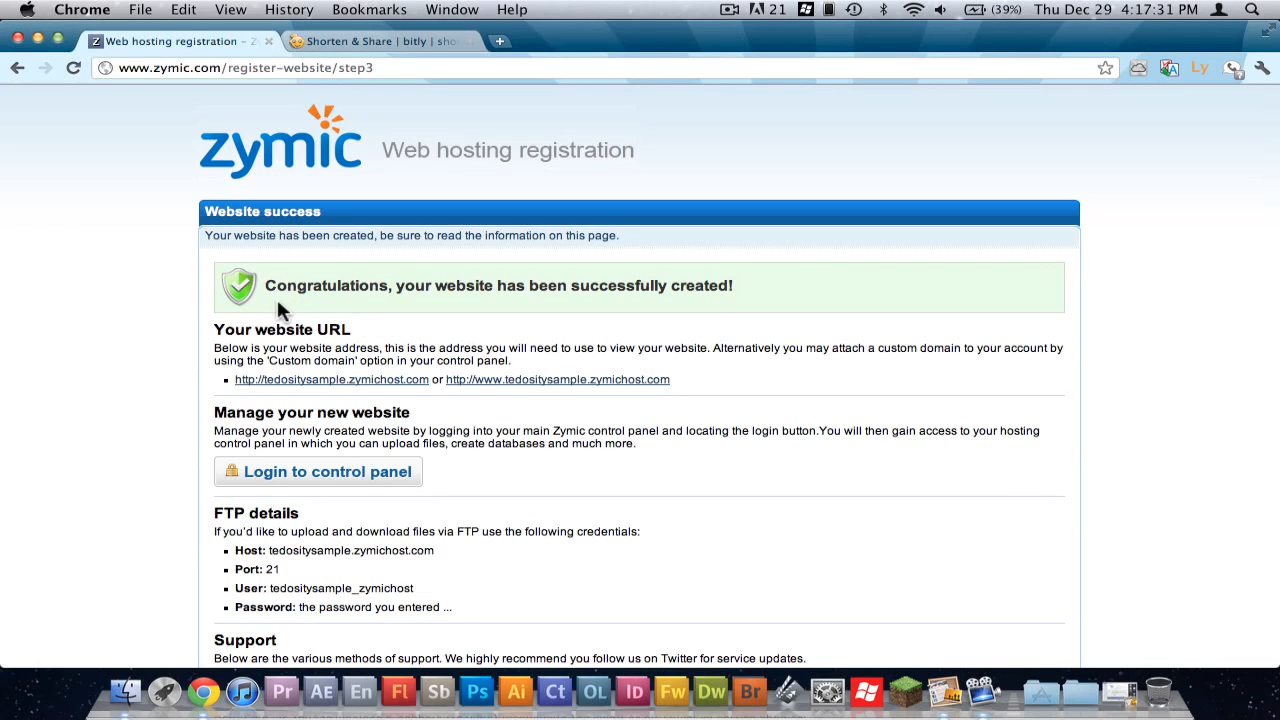 Chrome File Edit View History Bookmarks Window Help 21 (39%) Thu Dec 29 4:17:31 PM
Web hosting registration – Zy
Shorten & Share | bitly | sho
www.zymic.com/register-website/step3
Ly
zymic Web hosting registration
Website success
Your website has been created, be sure to read the information on this page.
Congratulations, your website has been successfully created!
Your website URL
Below is your website address, this is the address you will need to use to view your website. Alternatively you may attach a custom domain to your account by
using the 'Custom domain' option in your control panel.
http://tedositysample.zymichost.com or http://www.tedositysample.zymichost.com
Manage your new website
Manage your newly created website by logging into your main Zymic control panel and locating the login button.You will then gain access to your hosting
control panel in which you can upload files, create databases and much more.
Login to control panel
FTP details
If you'd like to upload and download files via FTP use the following credentials:
Host: tedositysample.zymichost.com
Port: 21
User: tedositysample_zymichost
Password: the password you entered ...
Support
Below are the various methods of support. We highly recommend you follow us on Twitter for service updates.
Pr AE En Fl Sb Ps Ai Ct OL Id Fw Dw Br